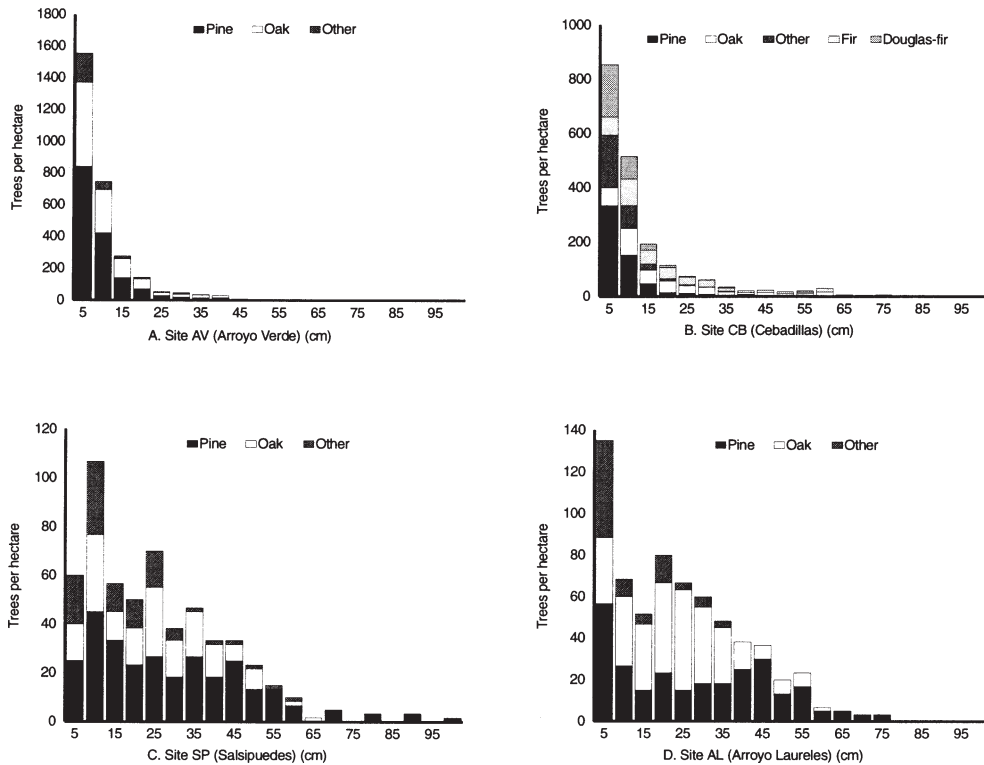 1800
1600
1400
1200
1000
800
600
400
200
0
Trees per hectare
Pine Oak Other
5 15 25 35 45 55 65 75 85 95
A. Site AV (Arroyo Verde) (cm)
1000
800
600
400
200
0
Trees per hectare
Pine Oak Other Fir Douglas-fir
5 15 25 35 45 55 65 75 85 95
B. Site CB (Cebadillas) (cm)
120
100
80
60
40
20
0
Trees per hectare
Pine Oak Other
5 15 25 35 45 55 65 75 85 95
C. Site SP (Salsipuedes) (cm)
140
120
100
80
60
40
20
0
Trees per hectare
Pine Oak Other
5 15 25 35 45 55 65 75 85 95
D. Site AL (Arroyo Laureles) (cm)